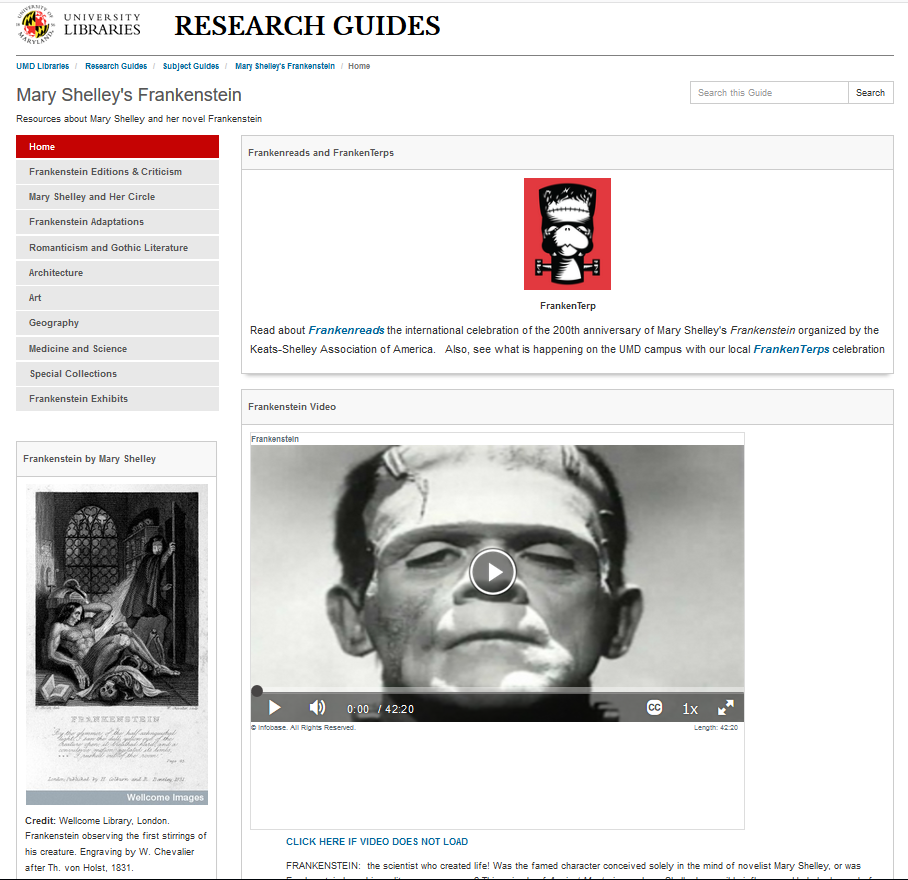 UNIVERSITY OF MARYLAND
UNIVERSITY
LIBRARIES
RESEARCH GUIDES
UMD Libraries / Research Guides / Subject Guides / Mary Shelley's Frankenstein / Home
Mary Shelley's Frankenstein
Search this Guide
Search
Resources about Mary Shelley and her novel Frankenstein
Home
Frankenstein Editions & Criticism
Mary Shelley and Her Circle
Frankenstein Adaptations
Romanticism and Gothic Literature
Architecture
Art
Geography
Medicine and Science
Special Collections
Frankenstein Exhibits
Frankenstein by Mary Shelley
FRANKENSTEIN
Wellcome Images
Credit: Wellcome Library, London.
Frankenstein observing the first stirrings of
his creature. Engraving by W. Chevalier
after Th. von Holst, 1831.
Frankenreads and FrankenTerps
FrankenTerp
Read about Frankenreads the international celebration of the 200th anniversary of Mary Shelley's Frankenstein organized by the
Keats-Shelley Association of America. Also, see what is happening on the UMD campus with our local FrankenTerps celebration
Frankenstein Video
Frankenstein
0:00 / 42:20
CC
1x
© Infobase. All Rights Reserved.
Length: 42:20
CLICK HERE IF VIDEO DOES NOT LOAD
FRANKENSTEIN: the scientist who created life! Was the famed character conceived solely in the mind of novelist Mary Shelley, or was